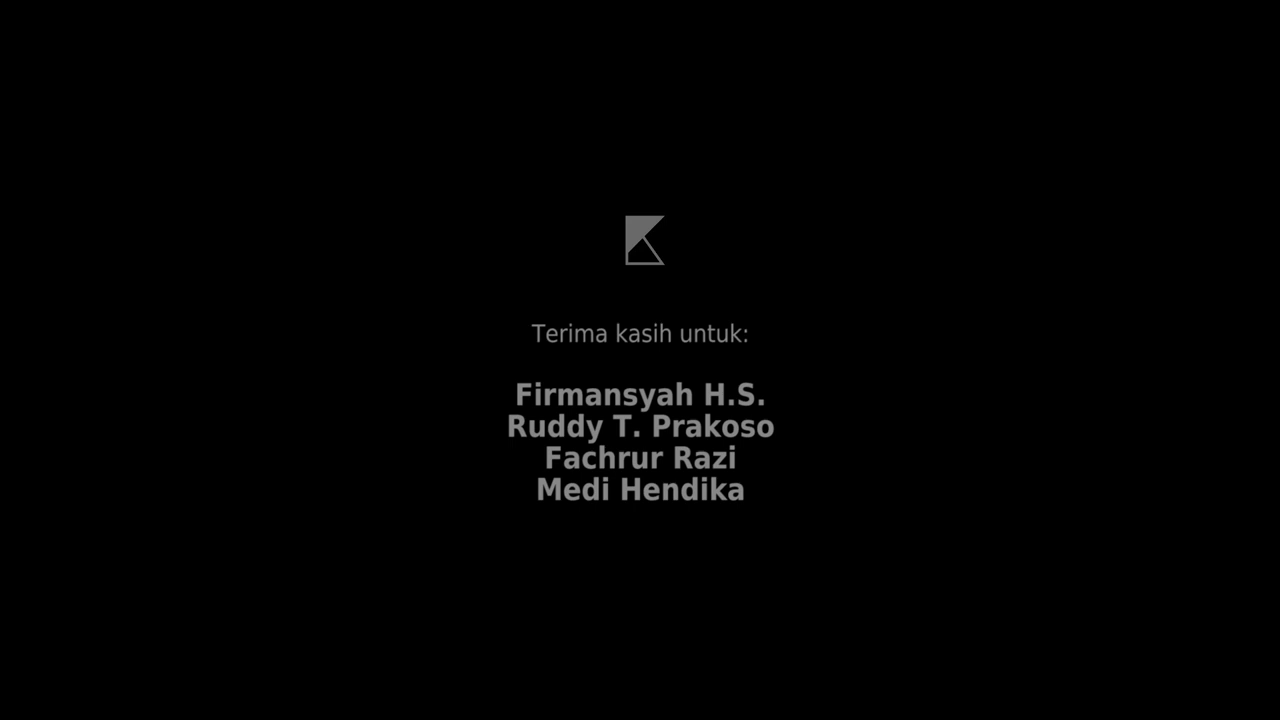 Terima kasih untuk:
Firmansyah H.S.
Ruddy T. Prakoso
Fachrur Razi
Medi Hendika